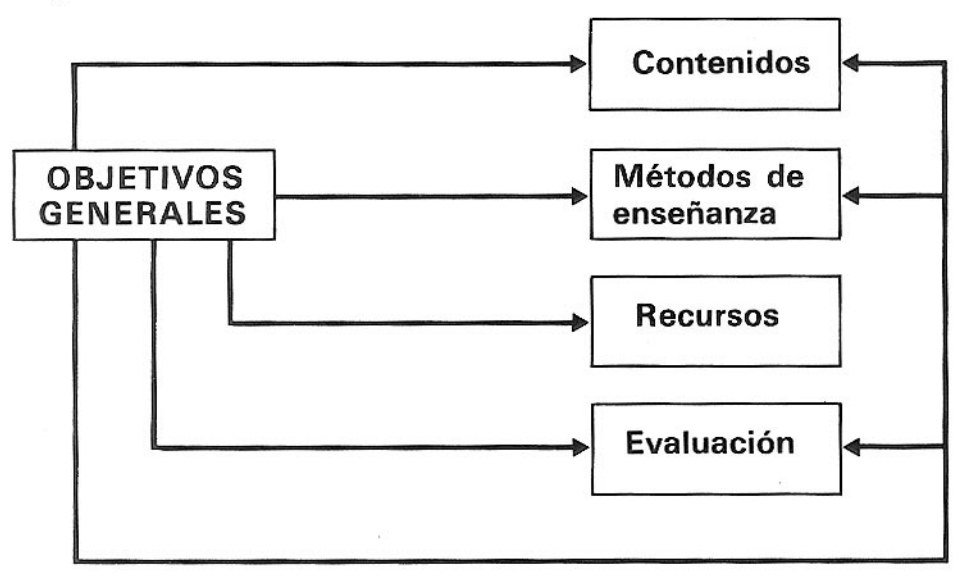 Contenidos
OBJETIVOS
GENERALES
Métodos de
enseñanza
Recursos
Evaluación